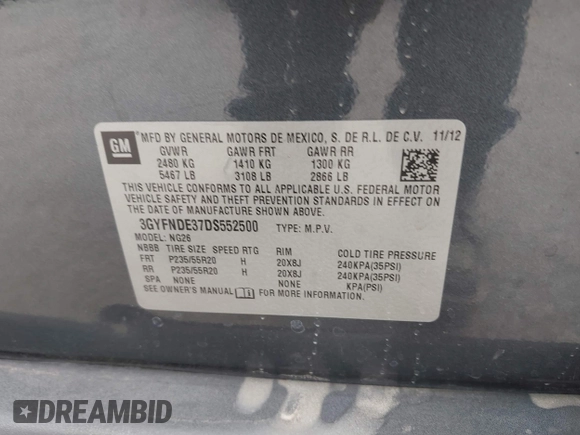 GM
*MFD BY GENERAL MOTORS DE MEXICO, S. DE R.L. DE C.V. 11/12
GVWR GAWR FRT GAWR RR
2480 KG 1410 KG 1300 KG
5467 LB 3108 LB 2866 LB
THIS VEHICLE CONFORMS TO ALL APPLICABLE U.S. FEDERAL MOTOR
VEHICLE SAFETY AND THEFT PREVENTION STANDARDS IN EFFECT ON
THE DATE OF MANUFACTURE SHOWN ABOVE.
3GYFNDE37DS552500 TYPE: M.P.V.
MODEL: NG26
NBBB TIRE SIZE SPEED RTG RIM COLD TIRE PRESSURE
FRT P235/55R20 H 20X8J 240KPA(35PSI)
RR P235/55R20 H 20X8J 240KPA(35PSI)
SPA NONE NONE KPA(PSI)
SEE OWNER'S MANUAL FOR MORE INFORMATION.
DREAMBID